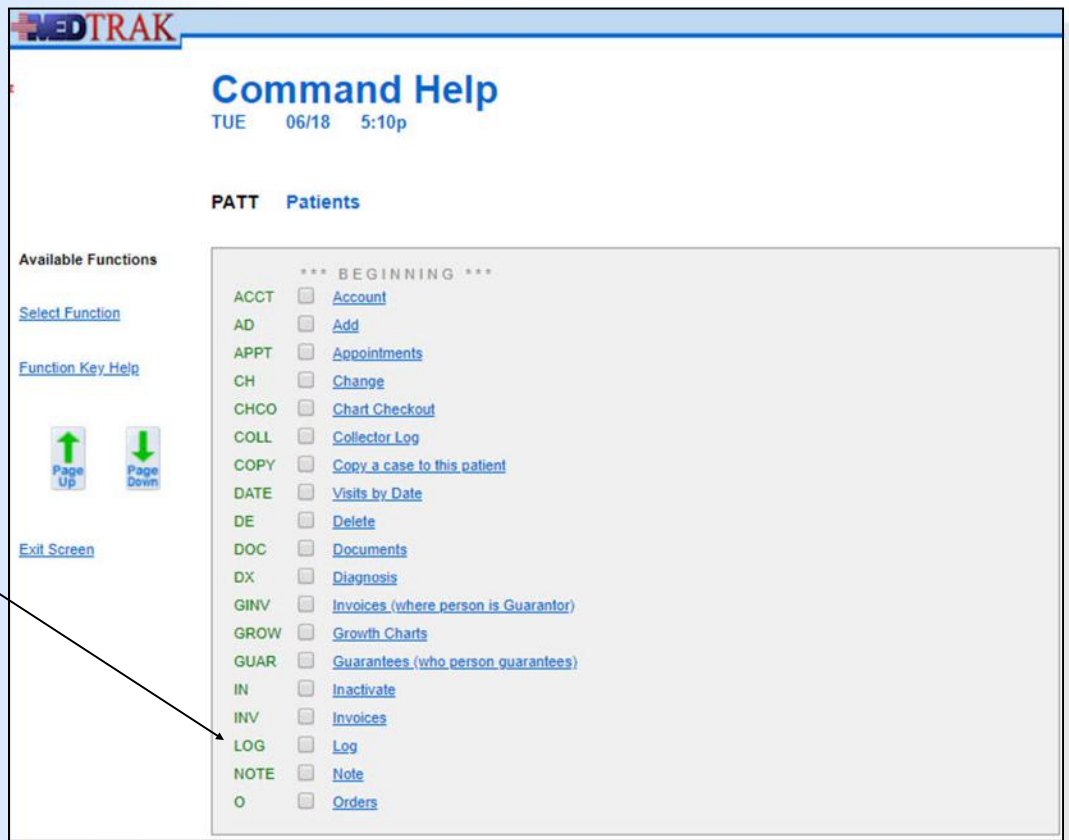 MEDTRAK
Command Help
TUE 06/18 5:10p
PATT Patients
Available Functions
Select Function
Function Key Help
Page Up
Page Down
Exit Screen
*** BEGINNING ***
ACCT Account
AD Add
APPT Appointments
CH Change
CHCO Chart Checkout
COLL Collector Log
COPY Copy a case to this patient
DATE Visits by Date
DE Delete
DOC Documents
DX Diagnosis
GINV Invoices (where person is Guarantor)
GROW Growth Charts
GUAR Guarantees (who person guarantees)
IN Inactivate
INV Invoices
LOG Log
NOTE Note
O Orders